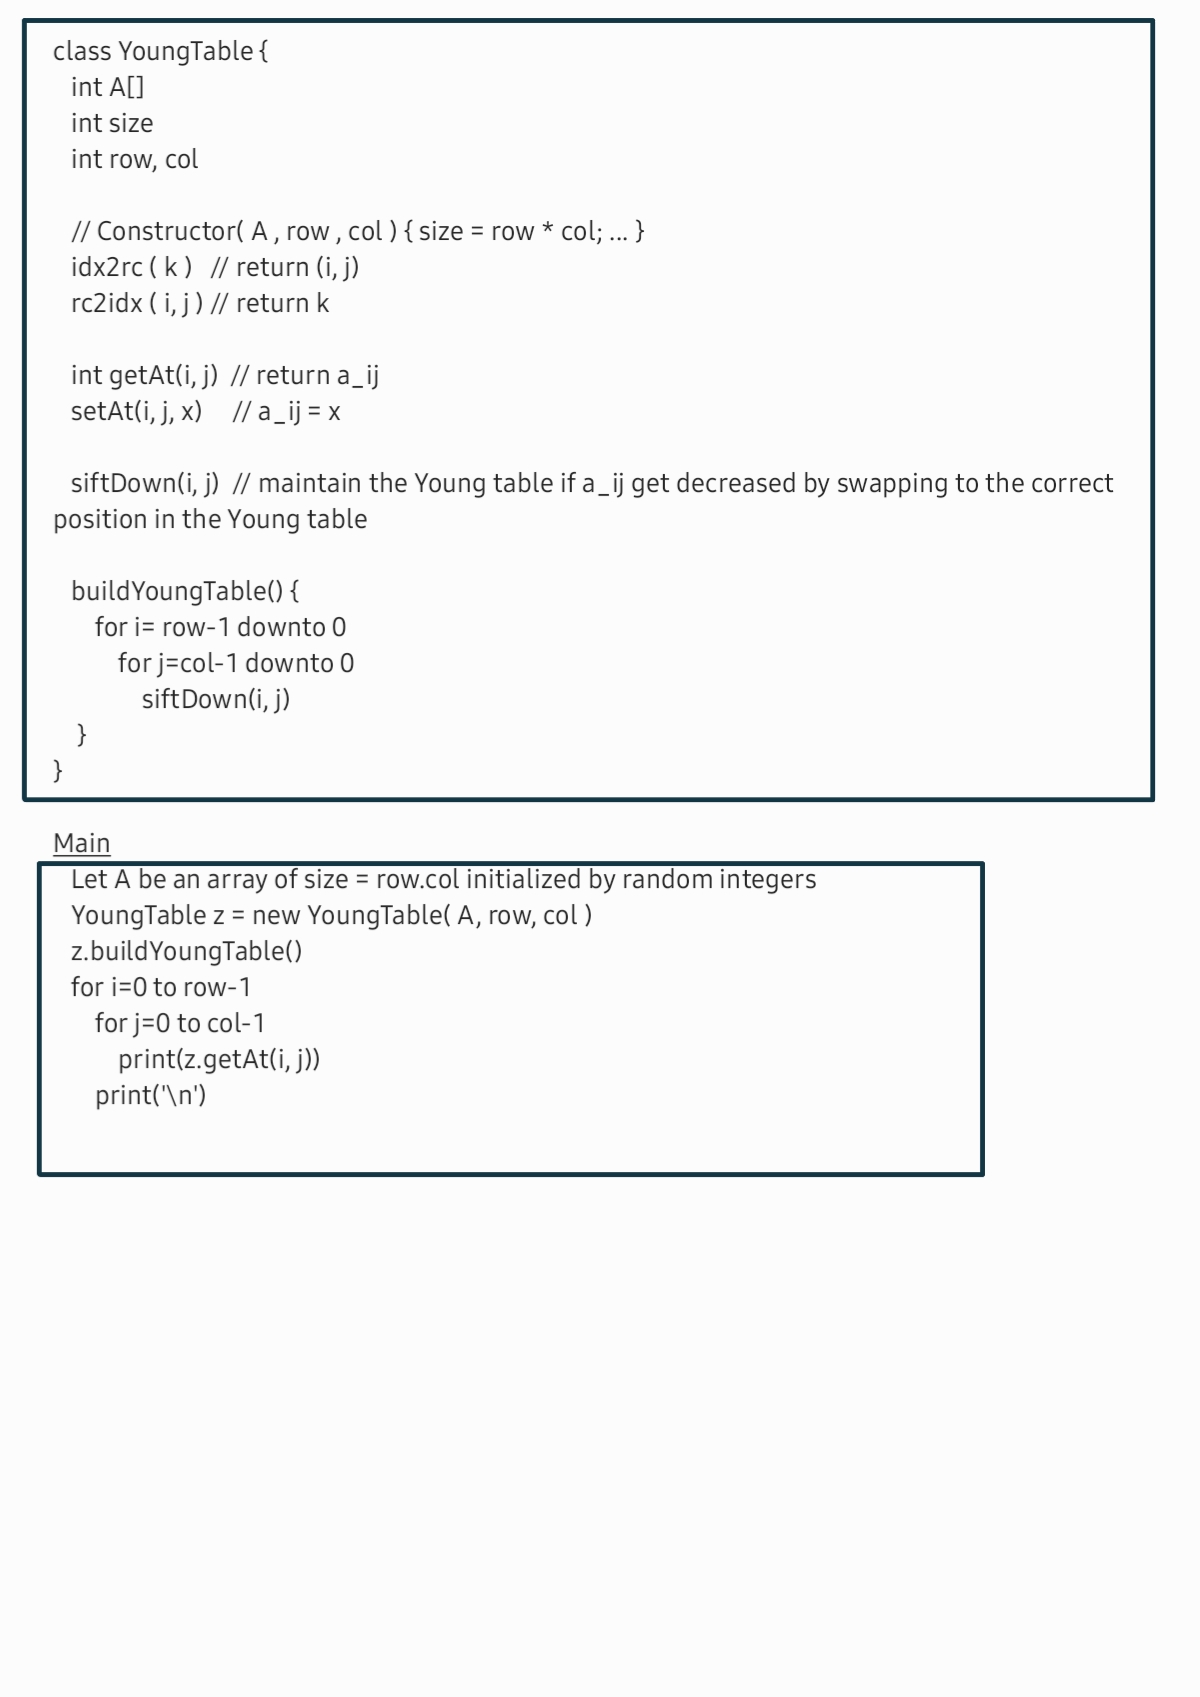 class YoungTable {
int A[]
int size
int row, col
// Constructor( A , row , col ) { size = row * col; ... }
idx2rc ( k )   // return (i, j)
rc2idx ( i, j ) // return k
int getAt(i, j)  // return a_ij
setAt(i, j, x)    // a_ij = x
siftDown(i, j)  // maintain the Young table if a_ij get decreased by swapping to the correct
position in the Young table
buildYoungTable() {
for i= row-1 downto 0
for j=col-1 downto 0
siftDown(i, j)
}
}
Main
Let A be an array of size = row.col initialized by random integers
YoungTable z = new YoungTable( A, row, col )
z.buildYoungTable()
for i=0 to row-1
for j=0 to col-1
print(z.getAt(i, j))
print('\n')